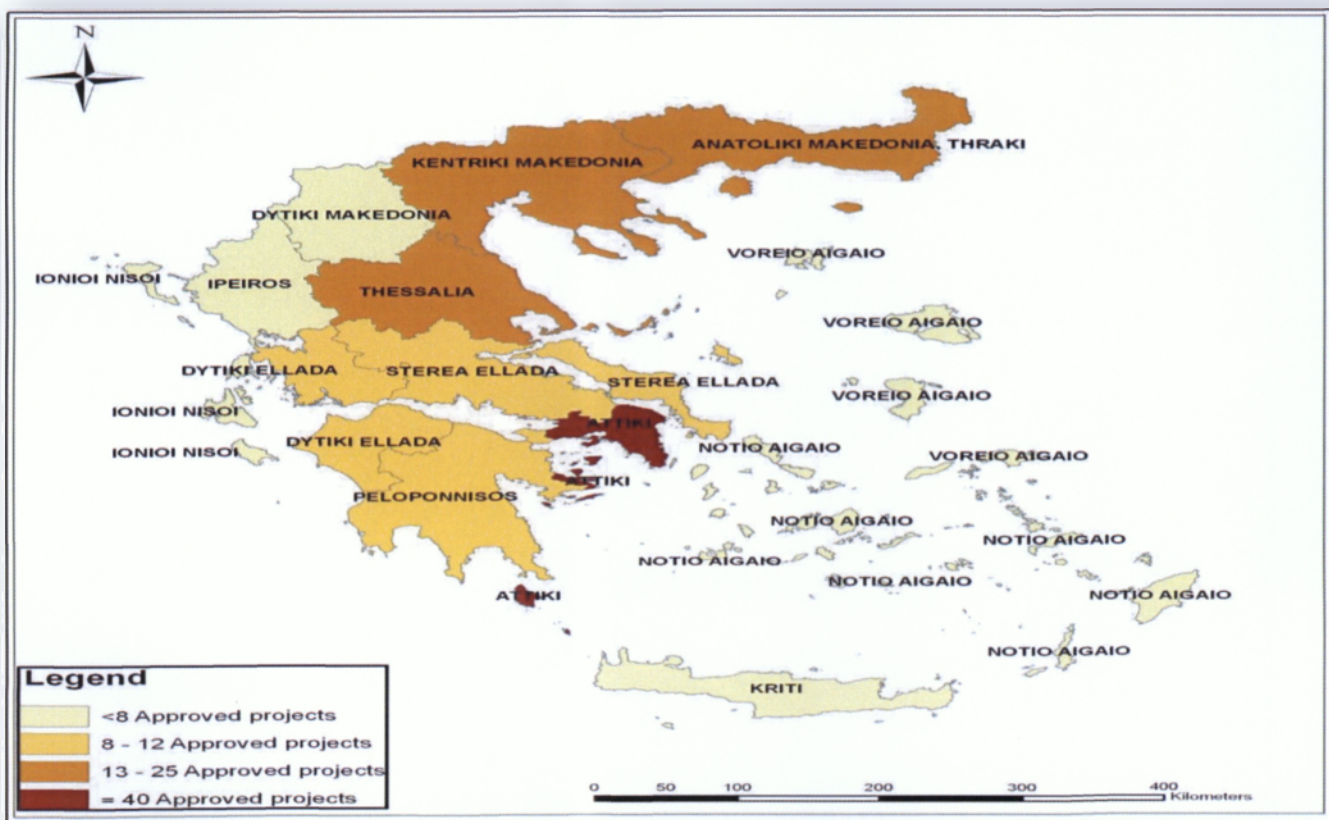 N
ANATOLIKI MAKEDONIA, THRAKI
KENTRIKI MAKEDONIA
DYTIKI MAKEDONIA
VOREIO AIGAIO
IONIOI NISOI
IPEIROS
THESSALIA
VOREIO AIGAIO
DYTIKI ELLADA
STEREA ELLADA
STEREA ELLADA
VOREIO AIGAIO
IONIOI NISOI
ATTIKI
DYTIKI ELLADA
NOTIO AIGAIO
IONIOI NISOI
VOREIO AIGAIO
ATTIKI
PELOPONNISOS
NOTIO AIGAIO
NOTIO AIGAIO
NOTIO AIGAIO
NOTIO AIGAIO
ATTIKI
NOTIO AIGAIO
NOTIO AIGAIO
KRITI
Legend
<8 Approved projects
8 - 12 Approved projects
13 - 25 Approved projects
= 40 Approved projects
0 50 100 200 300 400
Kilometers